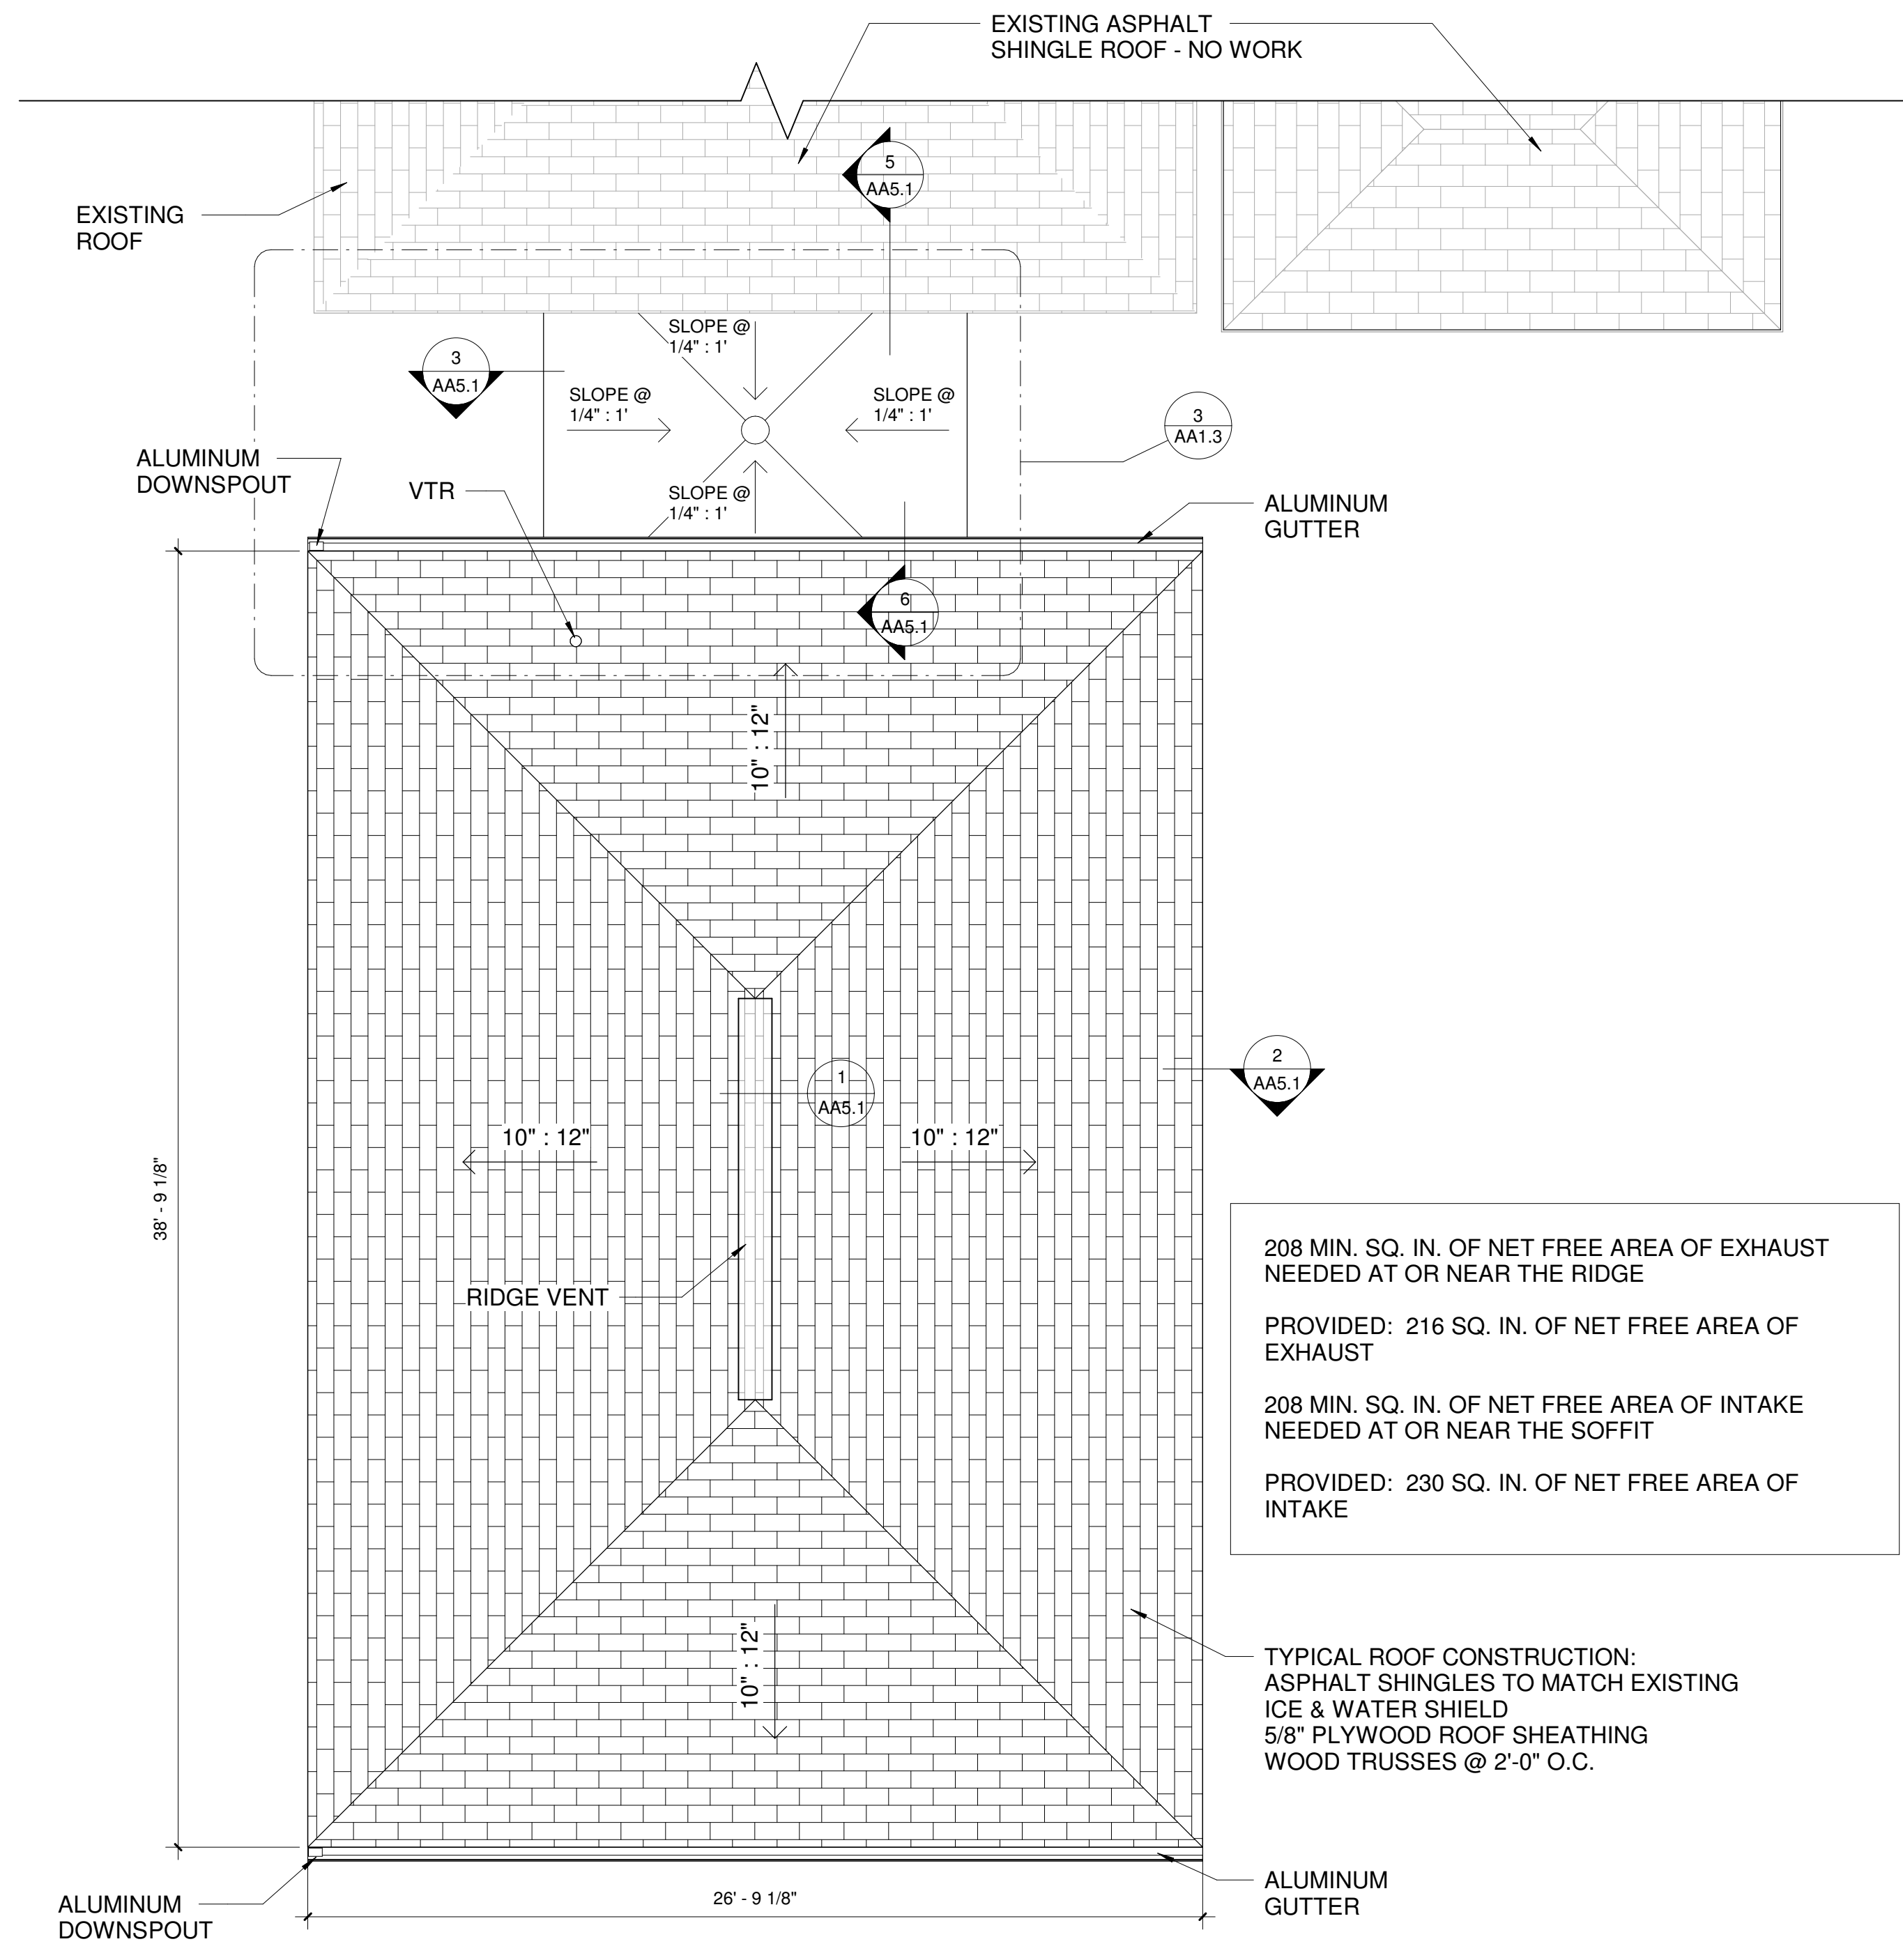 EXISTING ASPHALT
SHINGLE ROOF - NO WORK
5
AA5.1
EXISTING
ROOF
SLOPE @
1/4" : 1'
3
AA5.1
SLOPE @
1/4" : 1'
SLOPE @
1/4" : 1'
3
AA1.3
ALUMINUM
DOWNSPOUT
VTR
SLOPE @
1/4" : 1'
ALUMINUM
GUTTER
6
AA5.1
10" : 12"
2
AA5.1
1
AA5.1
10" : 12"
10" : 12"
38' - 9 1/8"
RIDGE VENT
208 MIN. SQ. IN. OF NET FREE AREA OF EXHAUST
NEEDED AT OR NEAR THE RIDGE
PROVIDED:  216 SQ. IN. OF NET FREE AREA OF
EXHAUST
208 MIN. SQ. IN. OF NET FREE AREA OF INTAKE
NEEDED AT OR NEAR THE SOFFIT
PROVIDED:  230 SQ. IN. OF NET FREE AREA OF
INTAKE
10" : 12"
TYPICAL ROOF CONSTRUCTION:
ASPHALT SHINGLES TO MATCH EXISTING
ICE & WATER SHIELD
5/8" PLYWOOD ROOF SHEATHING
WOOD TRUSSES @ 2'-0" O.C.
ALUMINUM
DOWNSPOUT
26' - 9 1/8"
ALUMINUM
GUTTER